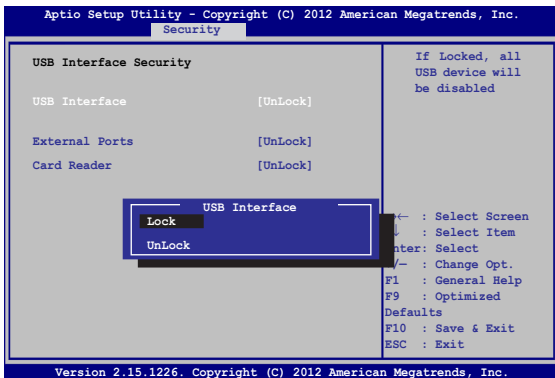 Aptio Setup Utility - Copyright (C) 2012 American Megatrends, Inc.
Security
USB Interface Security
USB Interface [UnLock]
External Ports [UnLock]
Card Reader [UnLock]
If Locked, all
USB device will
be disabled
USB Interface
Lock
UnLock
→← : Select Screen
↓ : Select Item
nter: Select
/— : Change Opt.
F1 : General Help
F9 : Optimized
Defaults
F10 : Save & Exit
ESC : Exit
Version 2.15.1226. Copyright (C) 2012 American Megatrends, Inc.